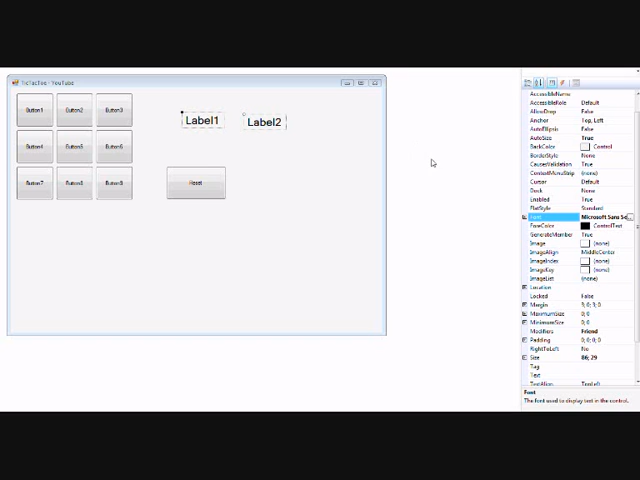 TicTacToe - YouTube
Button1 Button2 Button3
Label1 Label2
Button4 Button5 Button6
Button7 Button8 Button9
Reset
AccessibleName
AccessibleRole Default
AllowDrop False
Anchor Top, Left
AutoEllipsis False
AutoSize True
BackColor Control
BorderStyle None
CausesValidation True
ContextMenuStrip (none)
Cursor Default
Dock None
Enabled True
FlatStyle Standard
Font Microsoft Sans Se
ForeColor ControlText
GenerateMember True
Image (none)
ImageAlign MiddleCenter
ImageIndex (none)
ImageKey (none)
ImageList (none)
Location
Locked False
Margin 3; 0; 3; 0
MaximumSize 0; 0
MinimumSize 0; 0
Modifiers Friend
Padding 0; 0; 0; 0
RightToLeft No
Size 86; 29
Tag
Text
TextAlign TopLeft
Font
The font used to display text in the control.